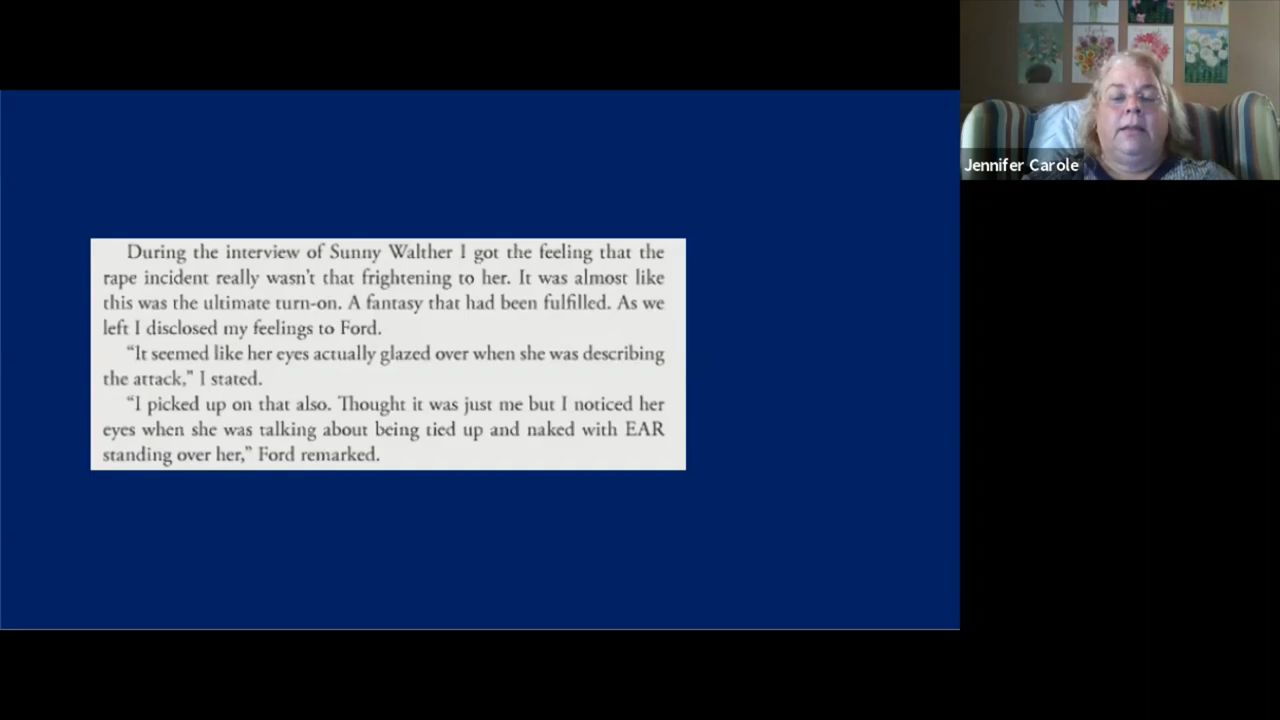 During the interview of Sunny Walther I got the feeling that the
rape incident really wasn't that frightening to her. It was almost like
this was the ultimate turn-on. A fantasy that had been fulfilled. As we
left I disclosed my feelings to Ford.
“It seemed like her eyes actually glazed over when she was describing
the attack,” I stated.
“I picked up on that also. Thought it was just me but I noticed her
eyes when she was talking about being tied up and naked with EAR
standing over her,” Ford remarked.
Jennifer Carole